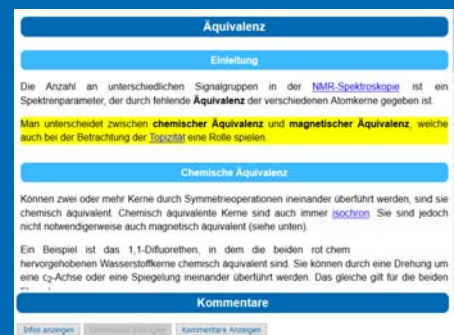 Äquivalenz
Einleitung
Die Anzahl an unterschiedlichen Signalgruppen in der NMR-Spektroskopie ist ein
Spektrenparameter, der durch fehlende Äquivalenz der verschiedenen Atomkerne gegeben ist.
Man unterscheidet zwischen chemischer Äquivalenz und magnetischer Äquivalenz, welche
auch bei der Betrachtung der Topizität eine Rolle spielen.
Chemische Äquivalenz
Können zwei oder mehr Kerne durch Symmetrieoperationen ineinander überführt werden, sind sie
chemisch äquivalent. Chemisch äquivalente Kerne sind auch immer isochron. Sie sind jedoch
nicht notwendigerweise auch magnetisch äquivalent (siehe unten).
Ein Beispiel ist das 1,1-Difluorethen, in dem die beiden rot chem
hervorgehobenen Wasserstoffkerne chemisch äquivalent sind. Sie können durch eine Drehung um
eine c2-Achse oder eine Spiegelung ineinander überführt werden. Das gleiche gilt für die beiden
Kommentare
Infos anzeigen Kommentare Anzeigen